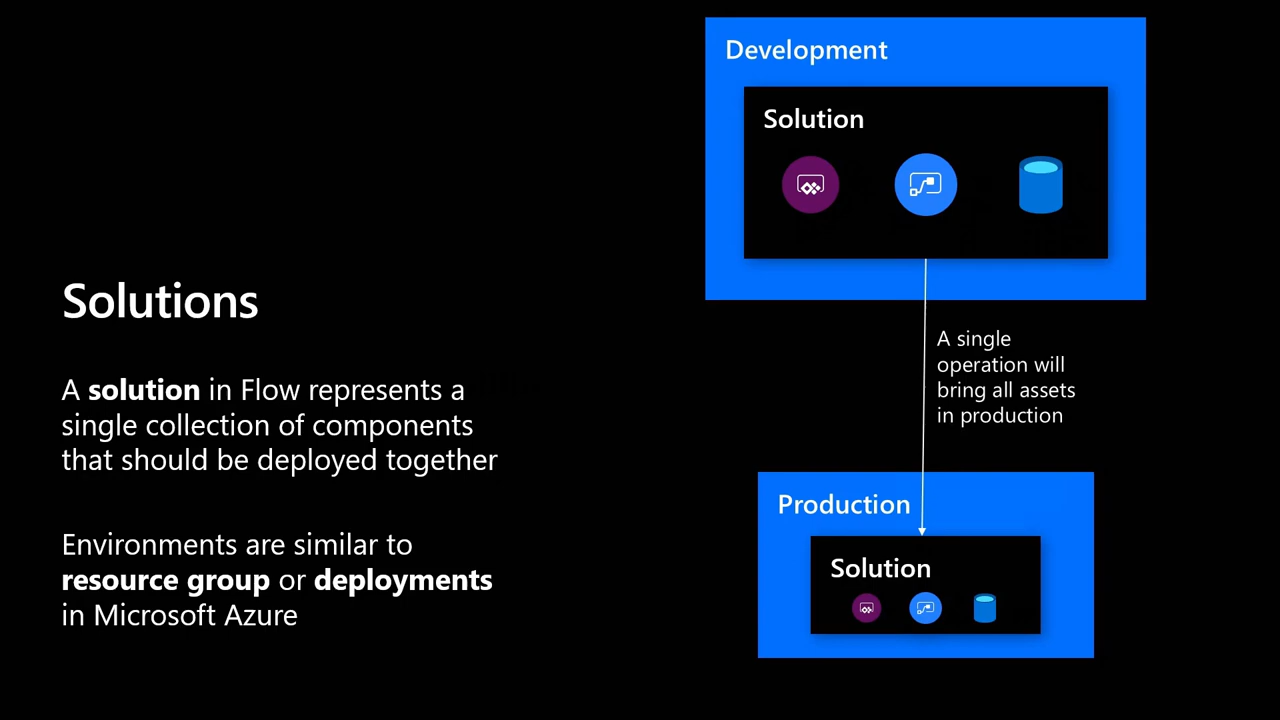 Solutions
A solution in Flow represents a
single collection of components
that should be deployed together
Environments are similar to
resource group or deployments
in Microsoft Azure
Development
Solution
A single
operation will
bring all assets
in production
Production
Solution